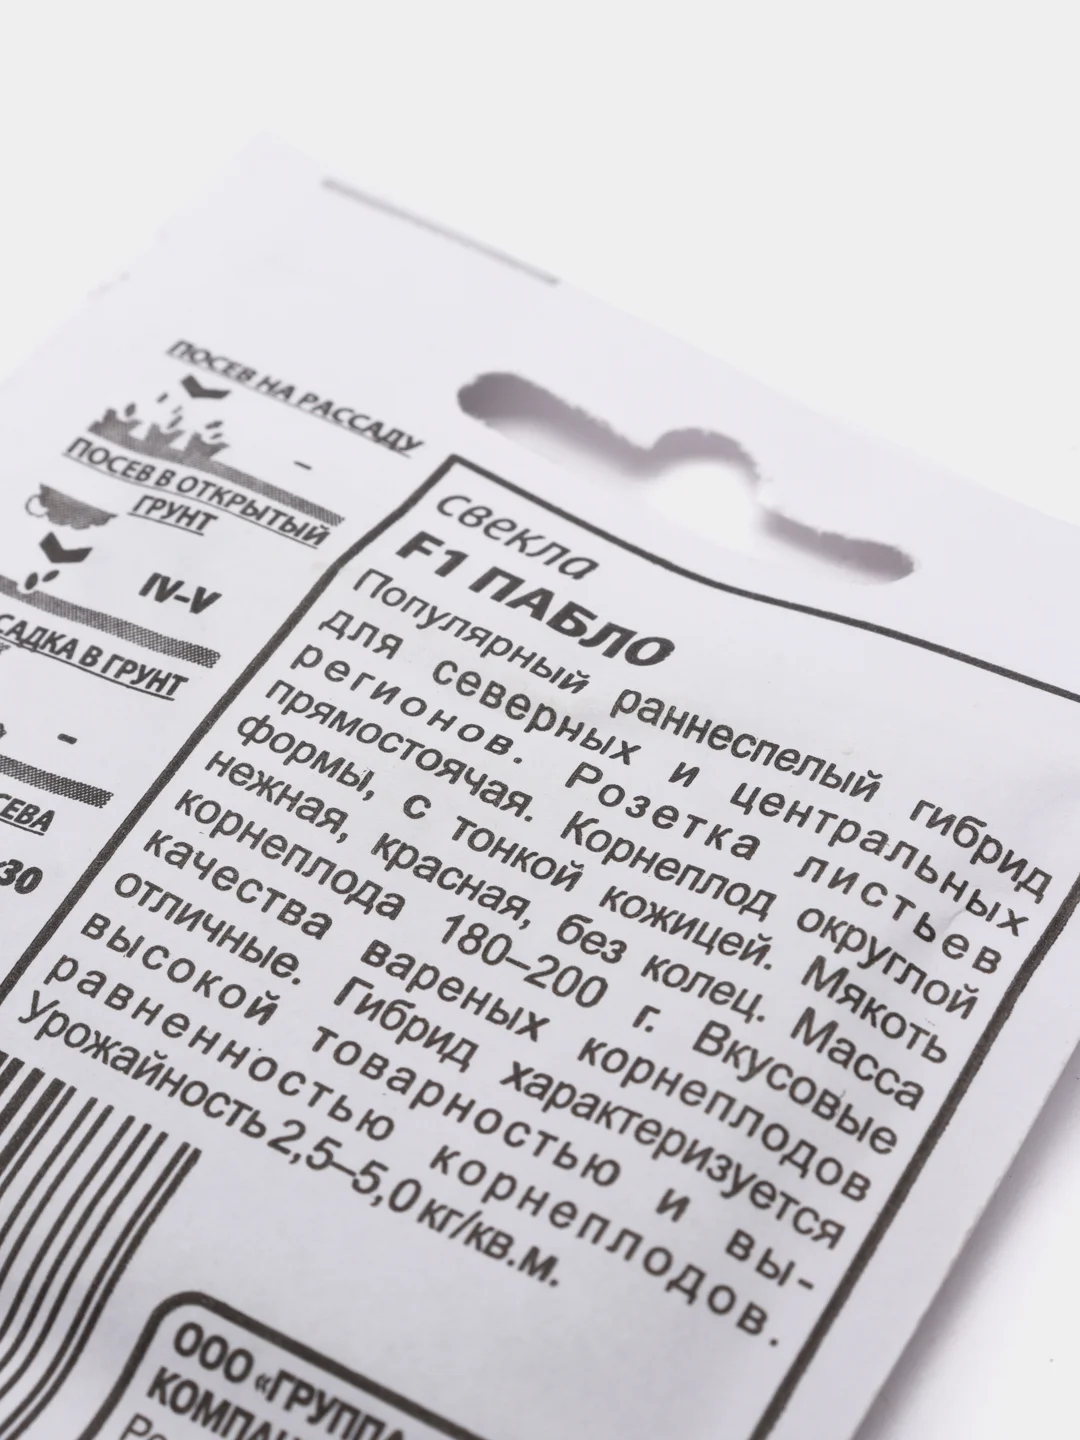 ПОСЕВ НА РАССАДУ
–
ПОСЕВ В ОТКРЫТЫЙ
ГРУНТ
IV–V
САДКА В ГРУНТ
–
СЕВА
30
свекла
F1 ПАБЛО
Популярный раннеспелый гибрид
для северных и центральных
регионов. Розетка листьев
прямостоячая. Корнеплод округлой
формы, с тонкой кожицей. Мякоть
нежная, красная, без колец. Масса
корнеплода 180–200 г. Вкусовые
качества вареных корнеплодов
отличные. Гибрид характеризуется
высокой товарностью и вы-
равненностью корнеплодов.
Урожайность 2,5–5,0 кг/кв.м.
ООО «ГРУППА
КОМПАН